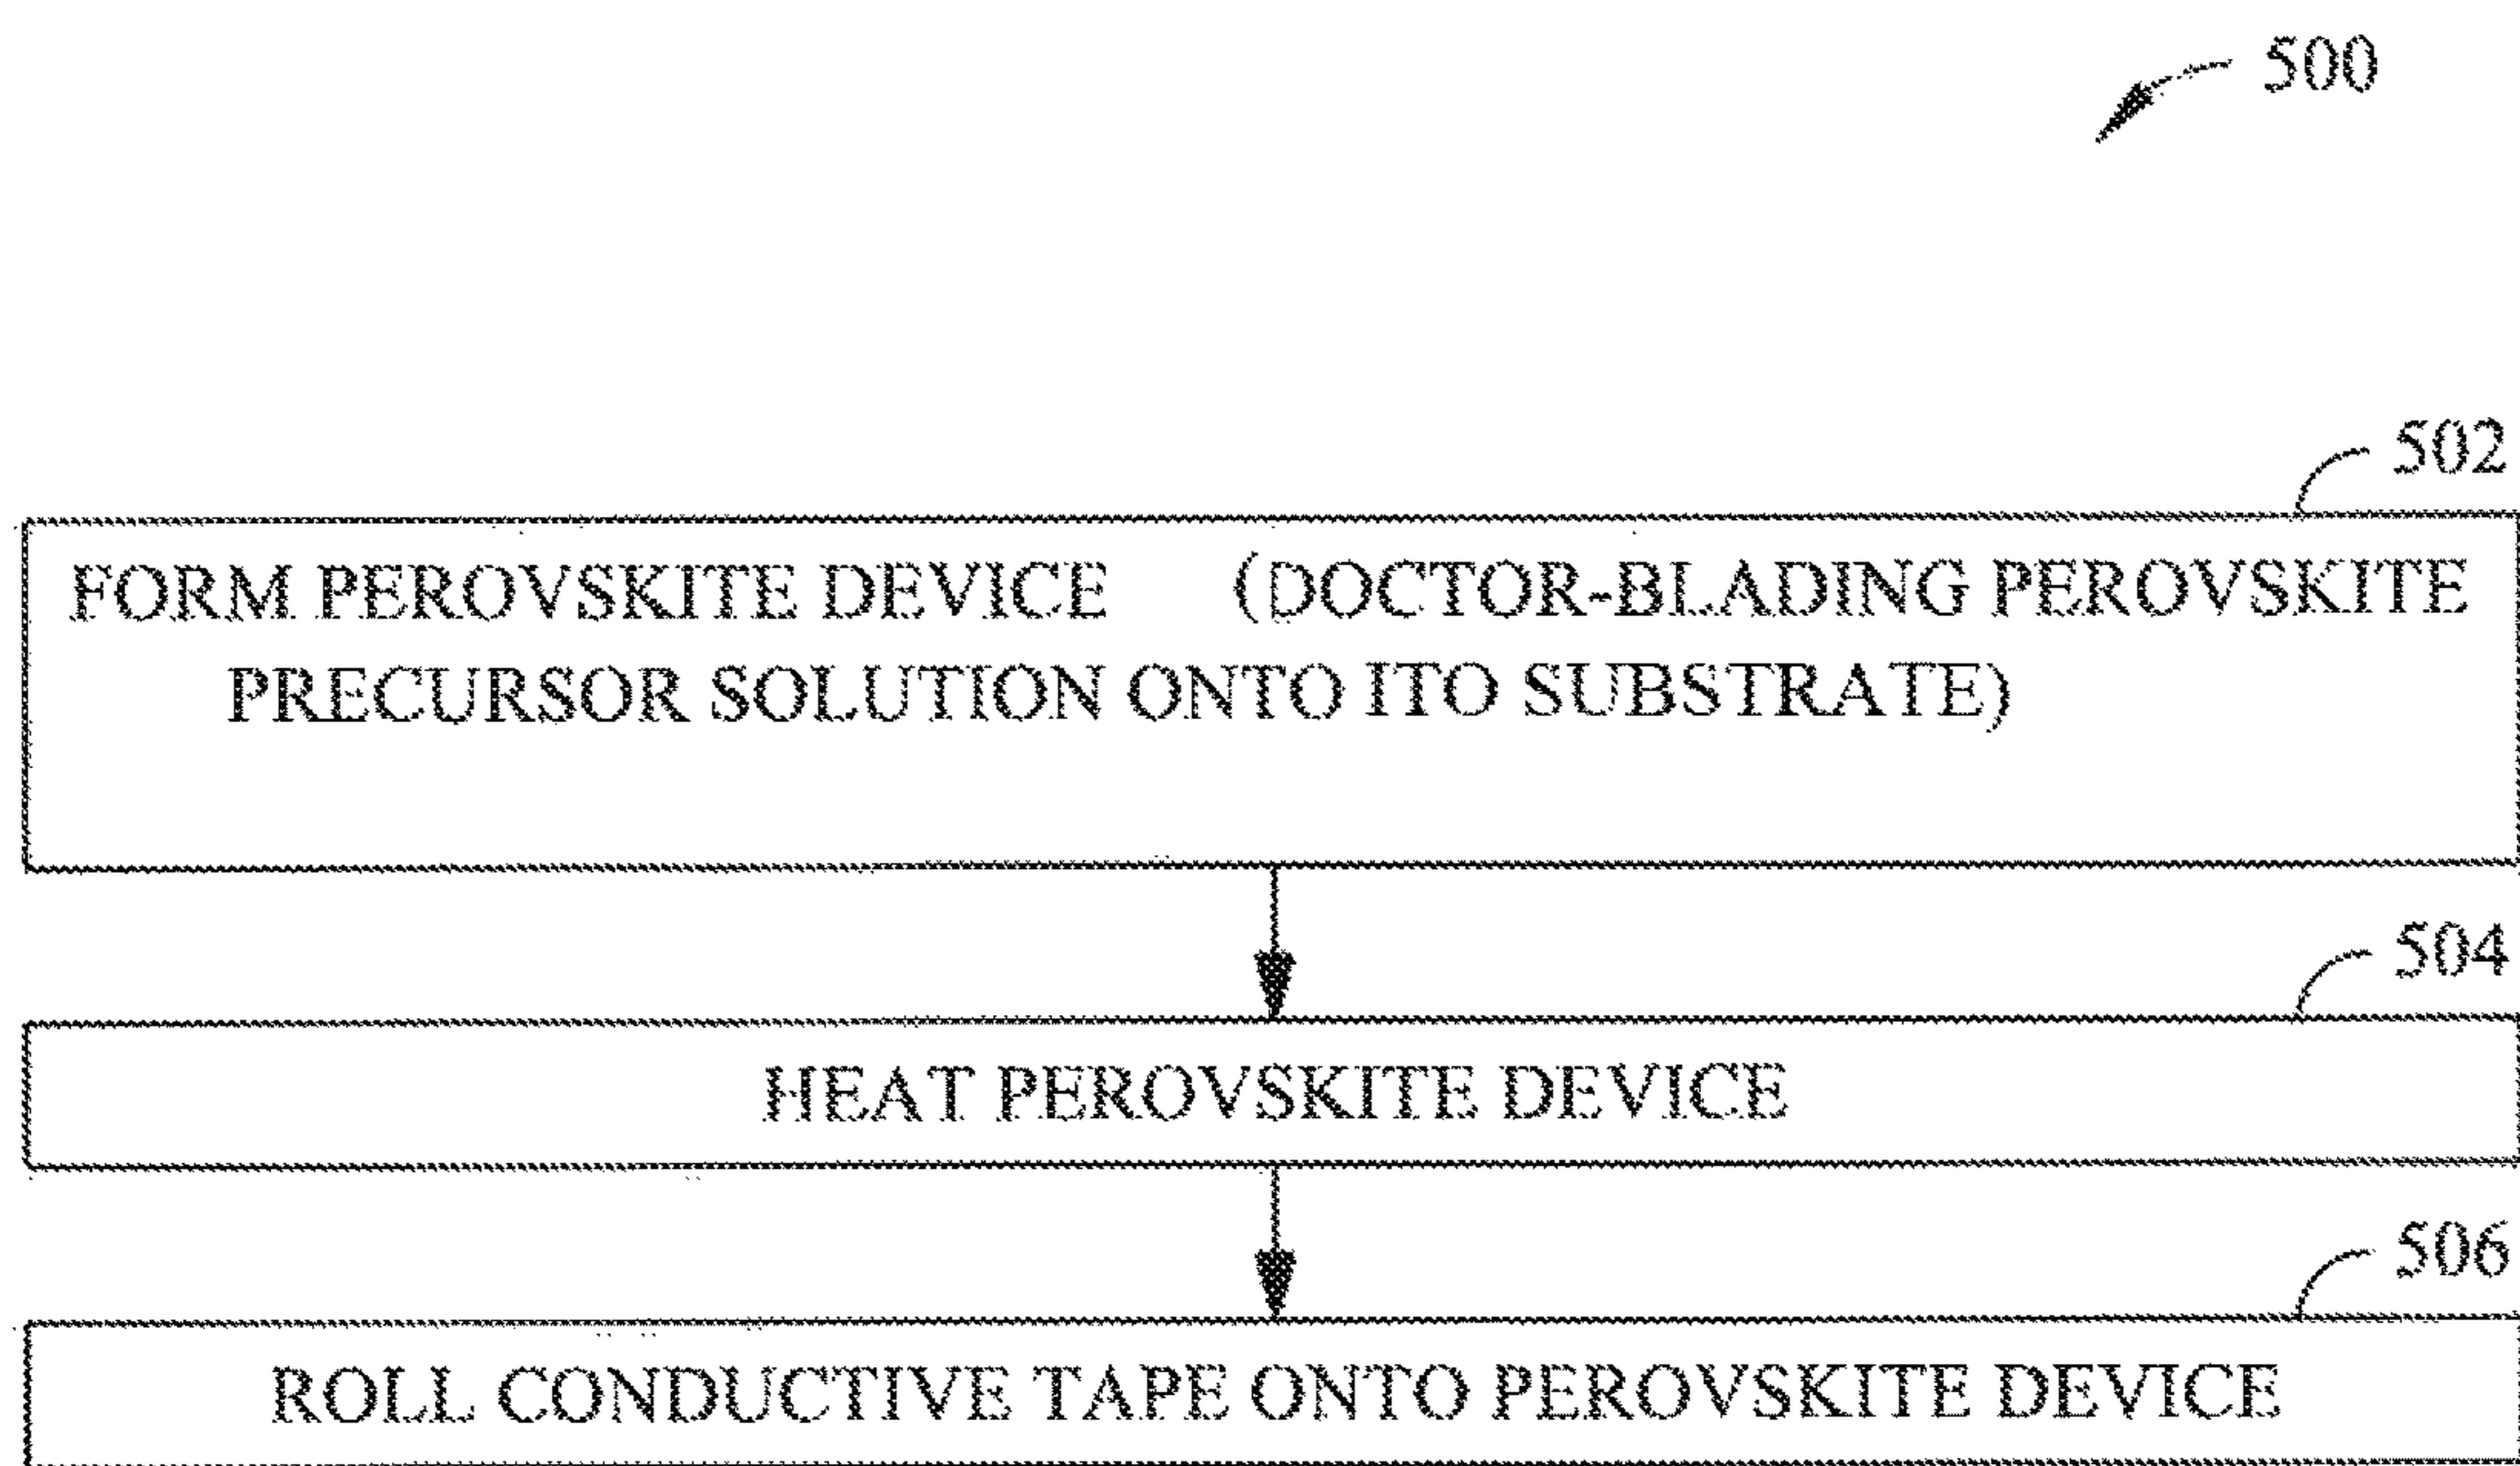 500
502
FORM PEROVSKITE DEVICE (DOCTOR-BLADING PEROVSKITE
PRECURSOR SOLUTION ONTO ITO SUBSTRATE)
504
HEAT PEROVSKITE DEVICE
506
ROLL CONDUCTIVE TAPE ONTO PEROVSKITE DEVICE